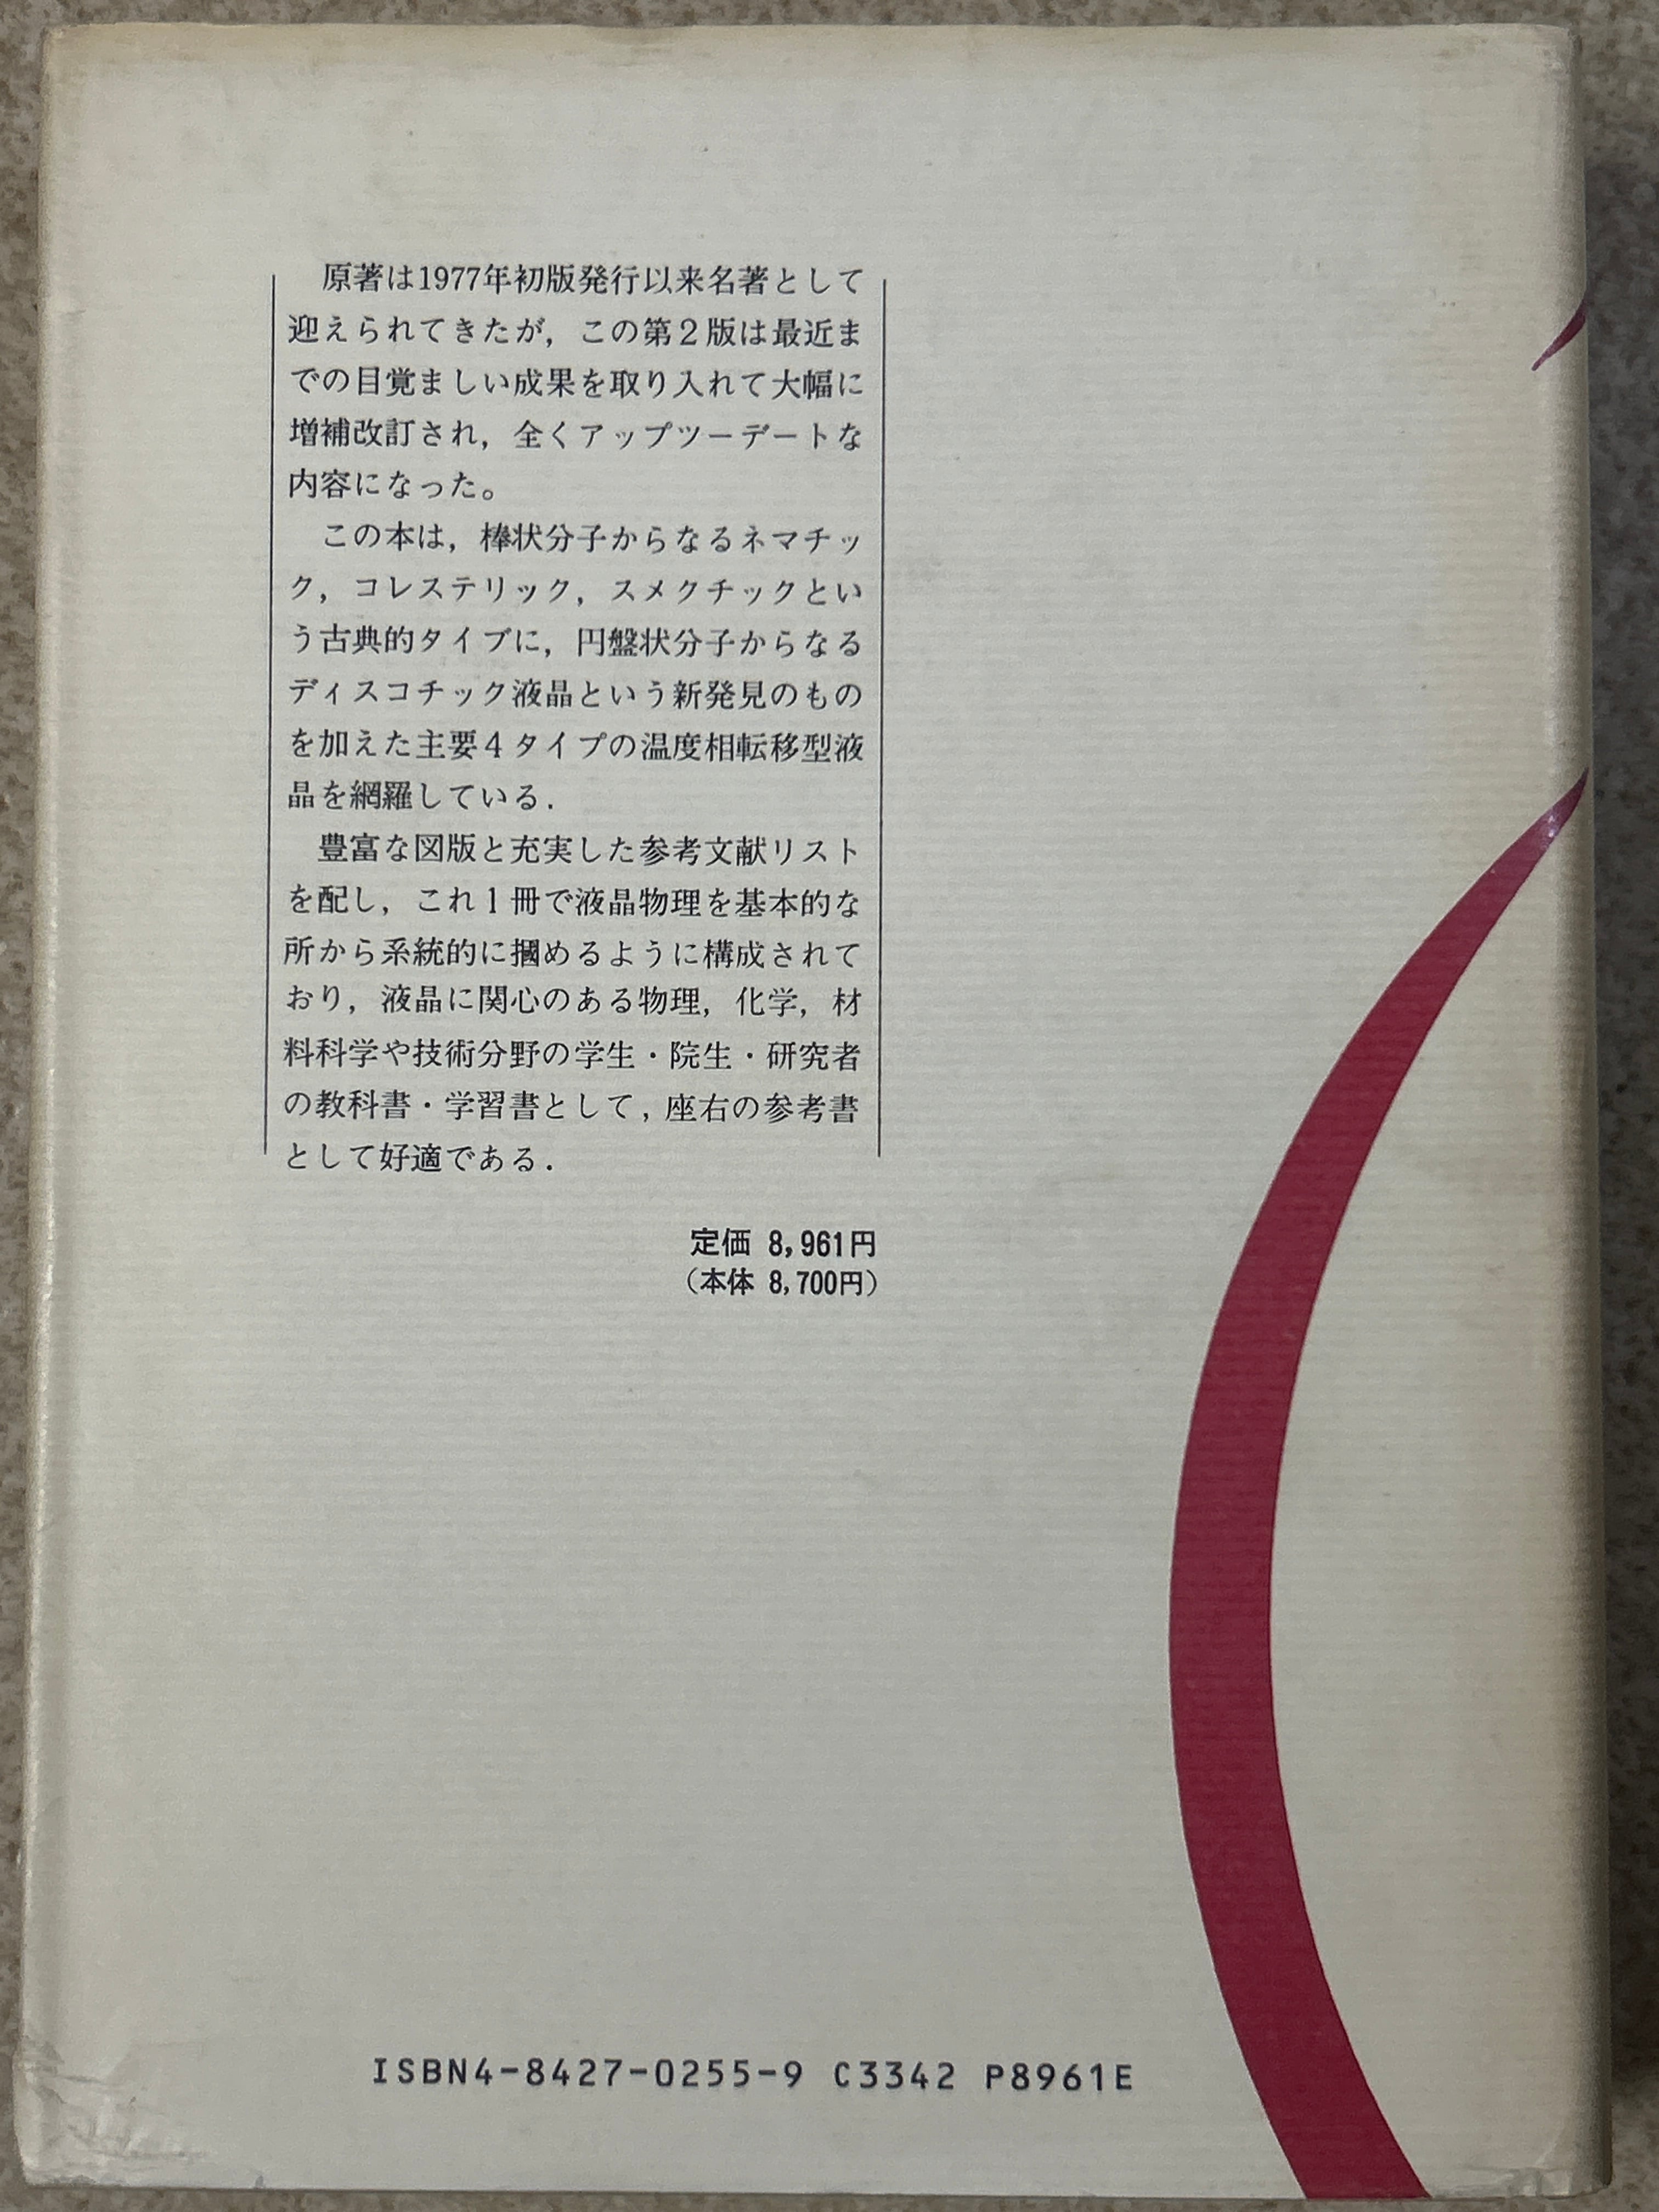 原著は1977年初版発行以来名著として
迎えられてきたが，この第2版は最近ま
での目覚ましい成果を取り入れて大幅に
増補改訂され，全くアップツーデートな
内容になった。
この本は，棒状分子からなるネマチッ
ク，コレステリック，スメクチックとい
う古典的タイプに，円盤状分子からなる
ディスコチック液晶という新発見のもの
を加えた主要4タイプの温度相転移型液
晶を網羅している．
豊富な図版と充実した参考文献リスト
を配し，これ1冊で液晶物理を基本的な
所から系統的に摑めるように構成されて
おり，液晶に関心のある物理，化学，材
料科学や技術分野の学生・院生・研究者
の教科書・学習書として，座右の参考書
として好適である．
定価 8,961円
（本体 8,700円）
ISBN4-8427-0255-9 C3342 P8961E